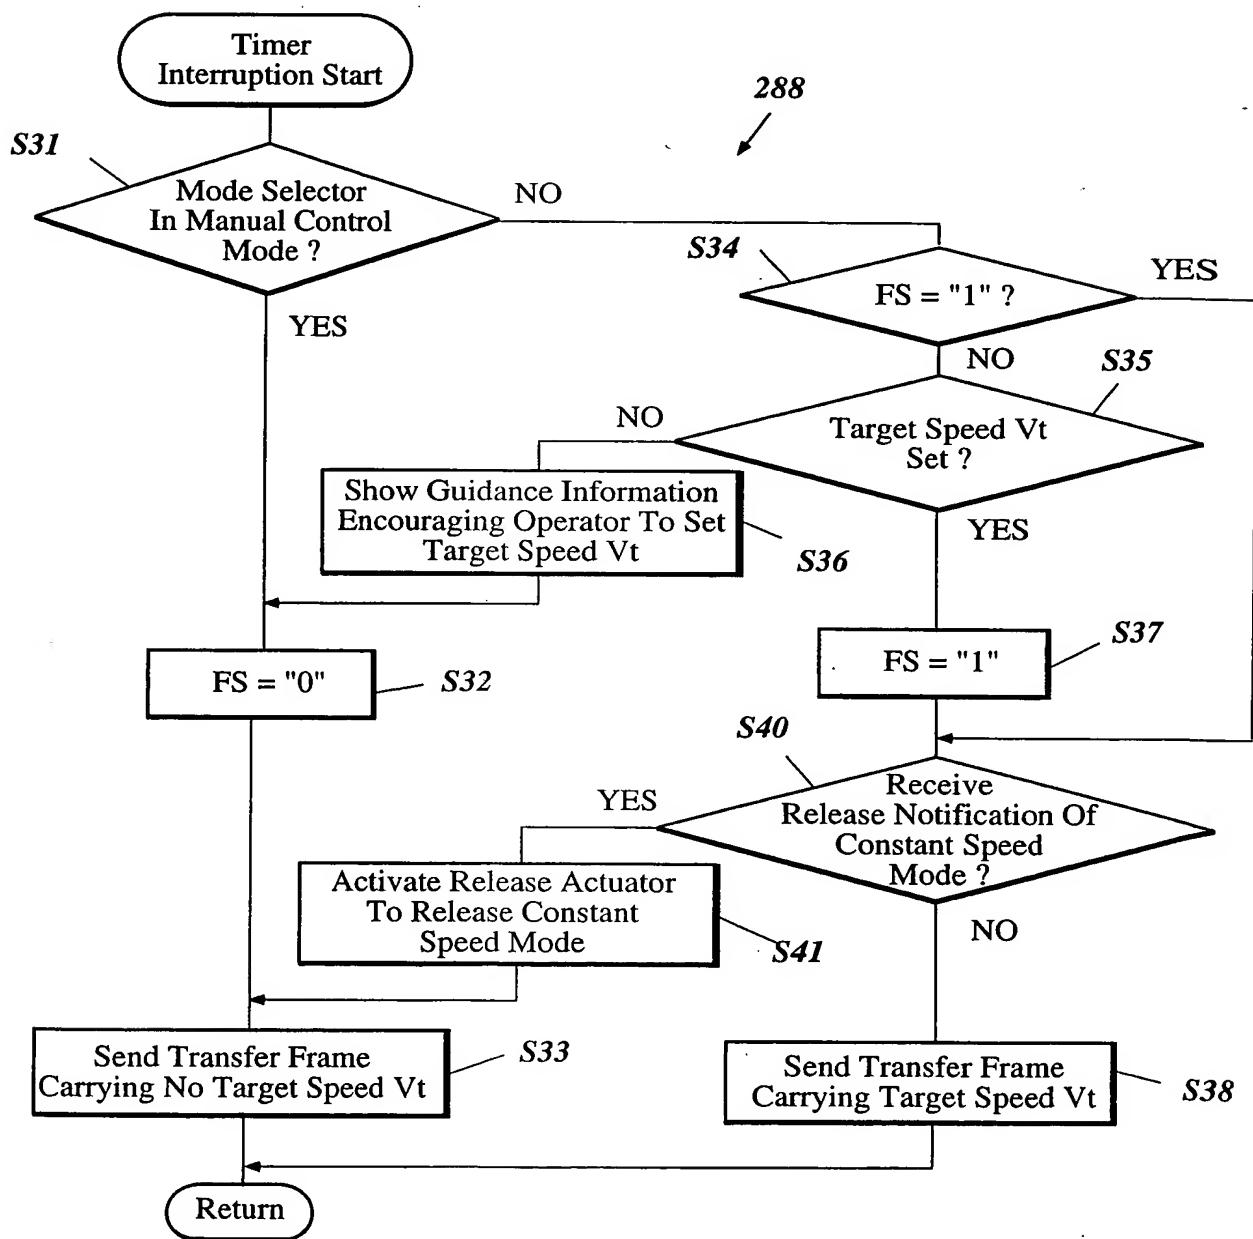 Timer
Interruption Start
288
S31
Mode Selector
In Manual Control
Mode ?
NO
YES
S34
FS = "1" ?
YES
NO
S35
Target Speed Vt
Set ?
NO
YES
Show Guidance Information
Encouraging Operator To Set
Target Speed Vt
S36
FS = "0"
S32
FS = "1"
S37
S40
Receive
Release Notification Of
Constant Speed
Mode ?
YES
NO
Activate Release Actuator
To Release Constant
Speed Mode
S41
Send Transfer Frame
Carrying No Target Speed Vt
S33
Send Transfer Frame
Carrying Target Speed Vt
S38
Return